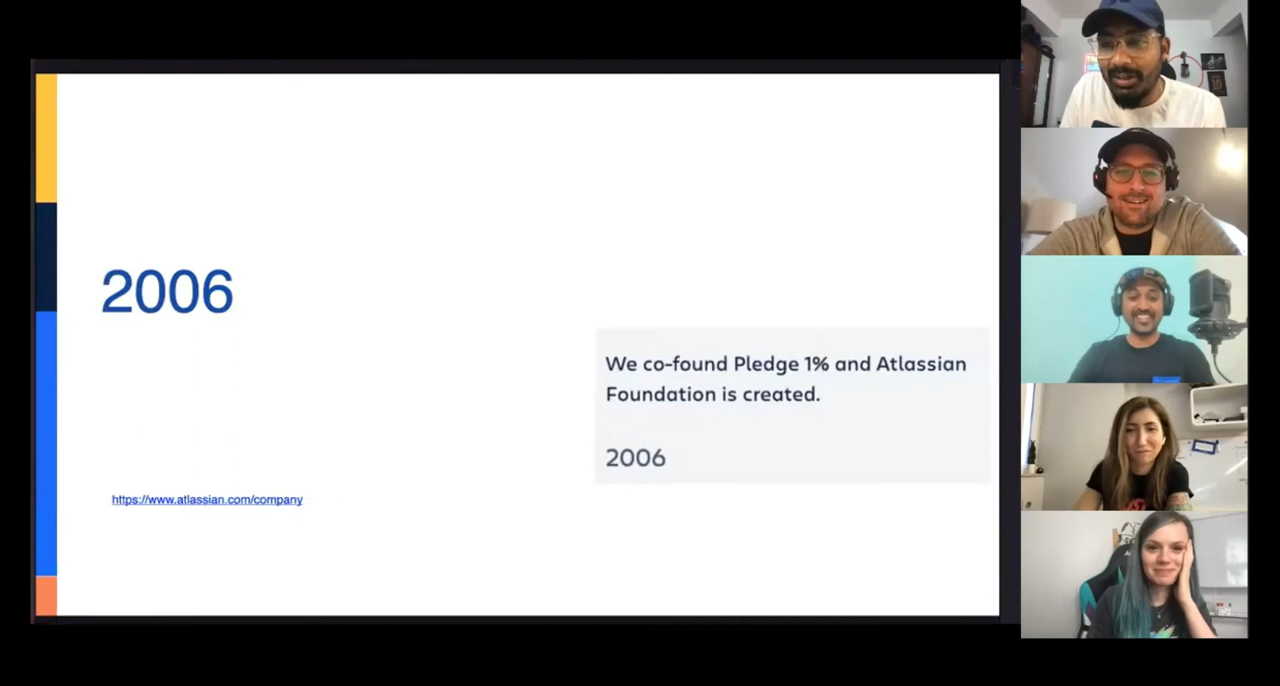 2006
We co-found Pledge 1% and Atlassian
Foundation is created.
2006
https://www.atlassian.com/company